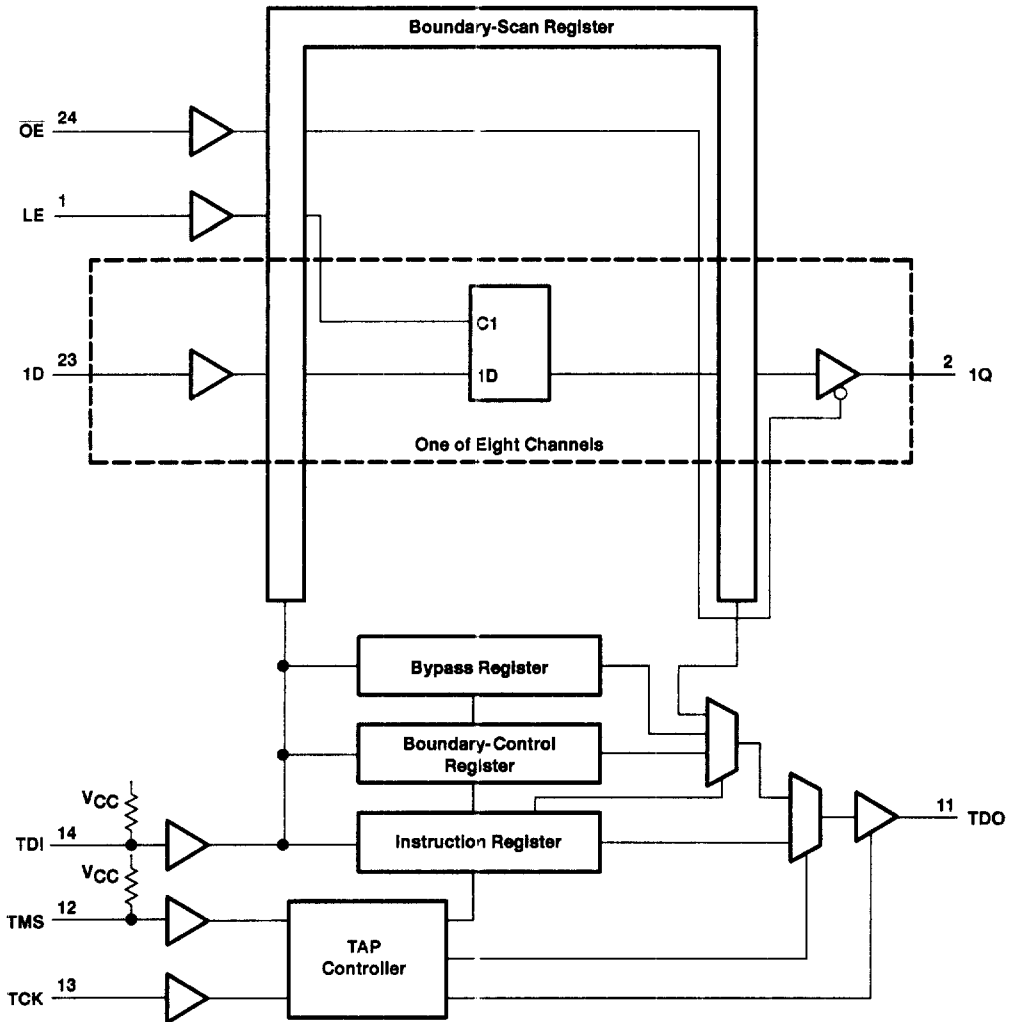 Boundary-Scan Register
O̅E̅ 24
LE 1
C1
1D 23
1D
2 1Q
One of Eight Channels
Bypass Register
Boundary-Control
Register
VCC
TDI 14
Instruction Register
11 TDO
VCC
TMS 12
TAP
Controller
TCK 13